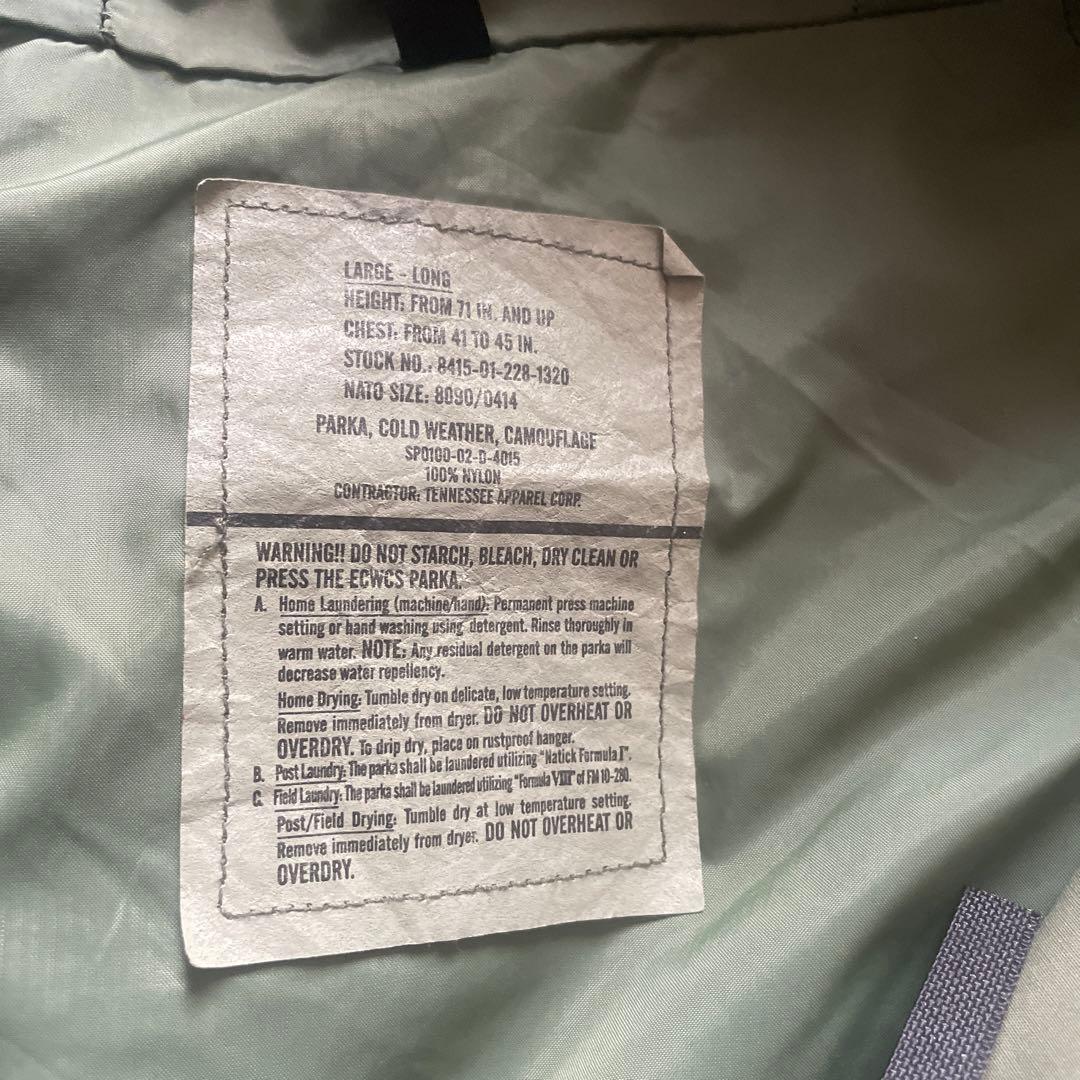 LARGE - LONG
HEIGHT: FROM 71 IN. AND UP
CHEST: FROM 41 TO 45 IN.
STOCK NO.: 8415-01-228-1320
NATO SIZE: 8090/0414
PARKA, COLD WEATHER, CAMOUFLAGE
SP0100-02-D-4015
100% NYLON
CONTRACTOR: TENNESSEE APPAREL CORP.
WARNING!! DO NOT STARCH, BLEACH, DRY CLEAN OR
PRESS THE ECWCS PARKA.
A. Home Laundering (machine/hand): Permanent press machine
setting or hand washing using detergent. Rinse thoroughly in
warm water. NOTE: Any residual detergent on the parka will
decrease water repellency.
Home Drying: Tumble dry on delicate, low temperature setting.
Remove immediately from dryer. DO NOT OVERHEAT OR
OVERDRY. To drip dry, place on rustproof hanger.
B. Post Laundry: The parka shall be laundered utilizing "Natick Formula I".
C. Field Laundry: The parka shall be laundered utilizing "Formula VIII" of FM 10-280.
Post/Field Drying: Tumble dry at low temperature setting.
Remove immediately from dryer. DO NOT OVERHEAT OR
OVERDRY.